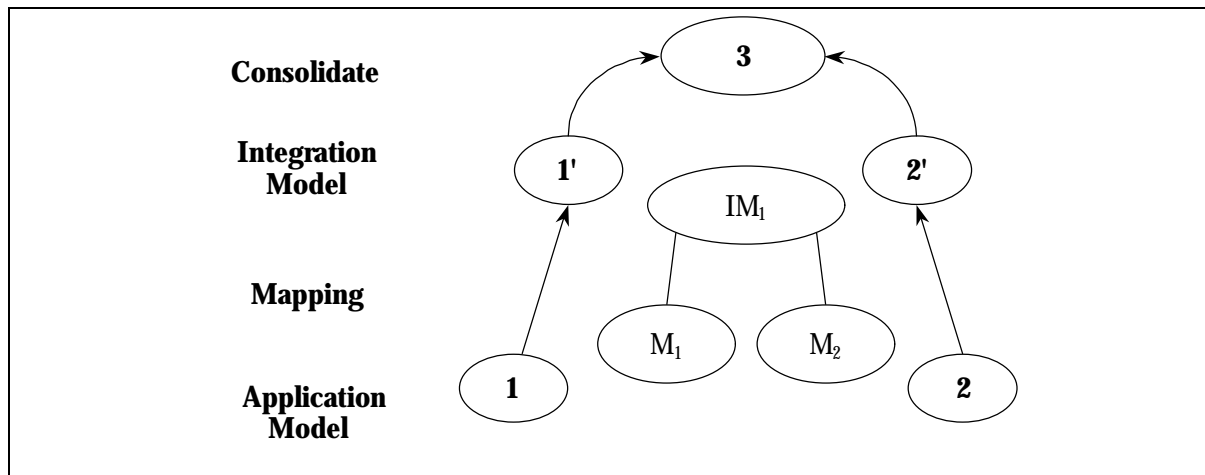 3
Consolidate
Integration
Model
1'
2'
IM₁
Mapping
M₁
M₂
1
2
Application
Model